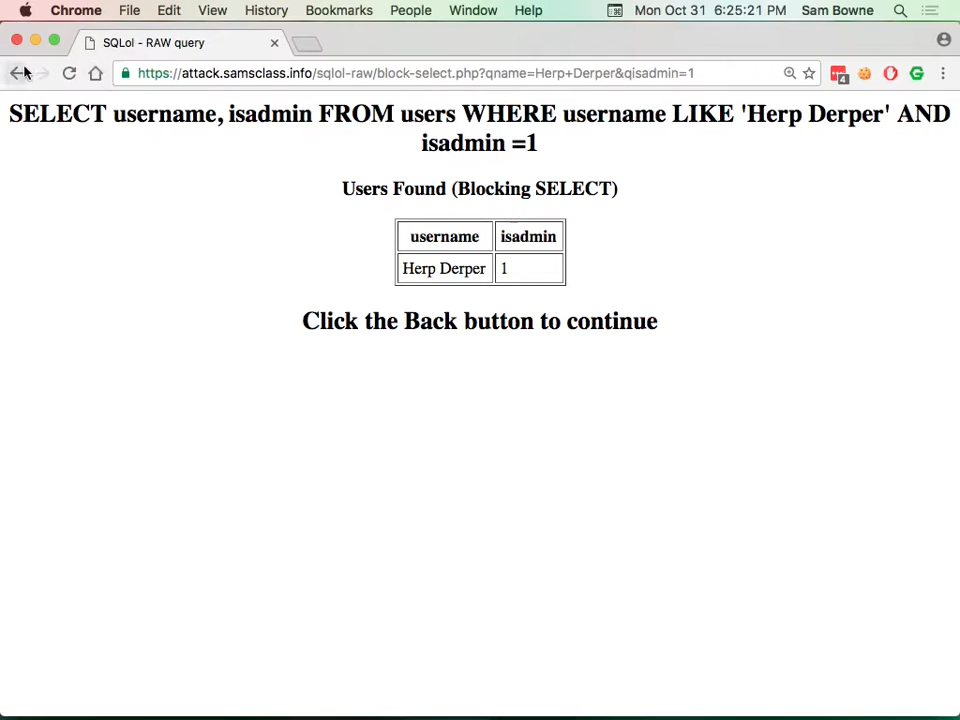 Chrome File Edit View History Bookmarks People Window Help Mon Oct 31 6:25:21 PM Sam Bowne
SQLol - RAW query
https://attack.samsclass.info/sqlol-raw/block-select.php?qname=Herp+Derper&qisadmin=1
4
SELECT username, isadmin FROM users WHERE username LIKE 'Herp Derper' AND
isadmin =1
Users Found (Blocking SELECT)
username isadmin
Herp Derper 1
Click the Back button to continue